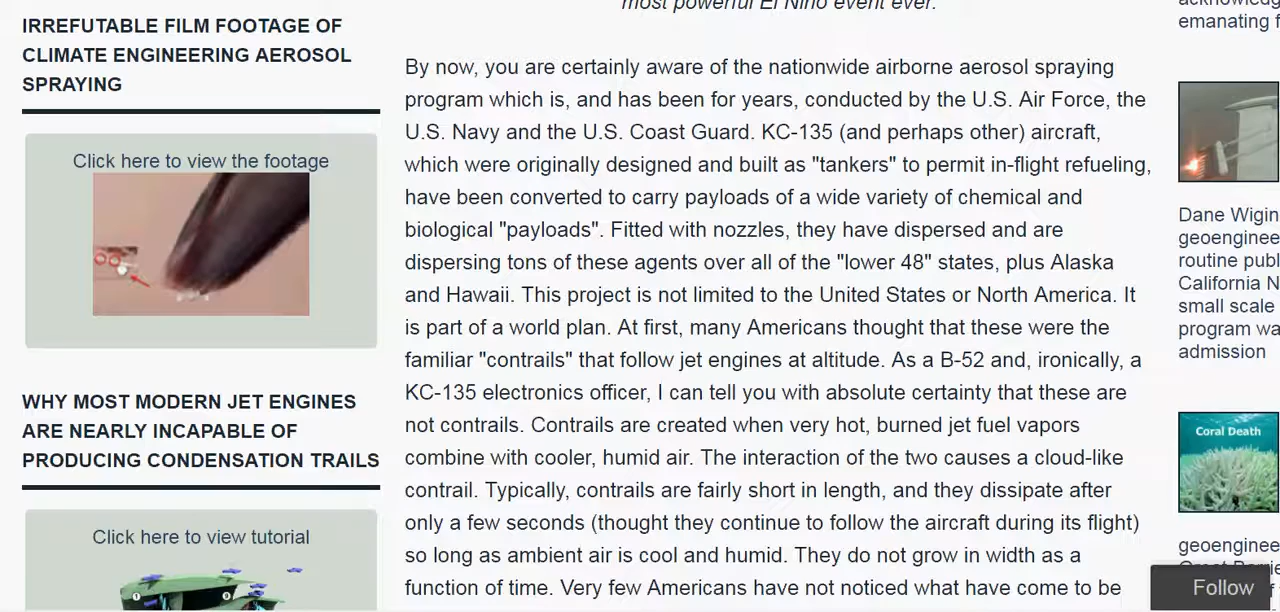 IRREFUTABLE FILM FOOTAGE OF
CLIMATE ENGINEERING AEROSOL
SPRAYING
Click here to view the footage
WHY MOST MODERN JET ENGINES
ARE NEARLY INCAPABLE OF
PRODUCING CONDENSATION TRAILS
Click here to view tutorial
most powerful El Nino event ever.
By now, you are certainly aware of the nationwide airborne aerosol spraying
program which is, and has been for years, conducted by the U.S. Air Force, the
U.S. Navy and the U.S. Coast Guard. KC-135 (and perhaps other) aircraft,
which were originally designed and built as "tankers" to permit in-flight refueling,
have been converted to carry payloads of a wide variety of chemical and
biological "payloads". Fitted with nozzles, they have dispersed and are
dispersing tons of these agents over all of the "lower 48" states, plus Alaska
and Hawaii. This project is not limited to the United States or North America. It
is part of a world plan. At first, many Americans thought that these were the
familiar "contrails" that follow jet engines at altitude. As a B-52 and, ironically, a
KC-135 electronics officer, I can tell you with absolute certainty that these are
not contrails. Contrails are created when very hot, burned jet fuel vapors
combine with cooler, humid air. The interaction of the two causes a cloud-like
contrail. Typically, contrails are fairly short in length, and they dissipate after
only a few seconds (thought they continue to follow the aircraft during its flight)
so long as ambient air is cool and humid. They do not grow in width as a
function of time. Very few Americans have not noticed what have come to be
emanating f
Dane Wigin
geoenginee
routine publ
California N
small scale
program wa
admission
Coral Death
geoenginee
Follow